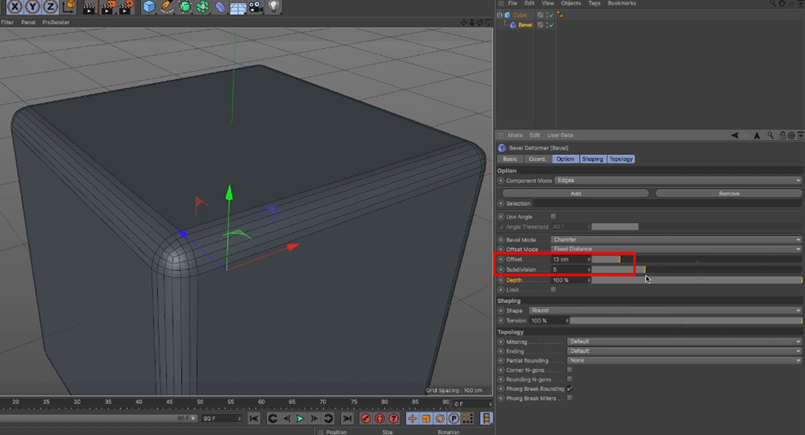 X Y Z
File Edit View Objects Tags Bookmarks
Filter Panel ProRender
Cube
Bevel
Mode Edit User Data
Bevel Deformer [Bevel]
Basic Coord. Option Shaping Topology
Option
Component Mode Edges
Add Remove
Selection
Use Angle
Angle Threshold 40 °
Bevel Mode Chamfer
Offset Mode Fixed Distance
Offset 13 cm
Subdivision 5
Depth 100 %
Limit
Shaping
Shape Round
Tension 100 %
Topology
Mitering Default
Ending Default
Partial Rounding None
Corner N-gons
Rounding N-gons
Phong Break Rounding
Phong Break Miters
Grid Spacing : 100 cm
20 25 30 35 40 45 50 55 60 65 70 75 80 85 90 0 F
90 F
P
Position Size Rotation